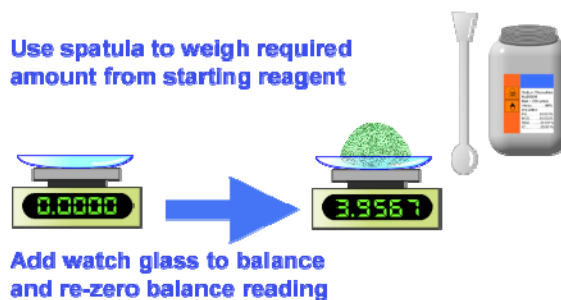 Use spatula to weigh required
amount from starting reagent
0.0000
3.9567
Add watch glass to balance
and re-zero balance reading